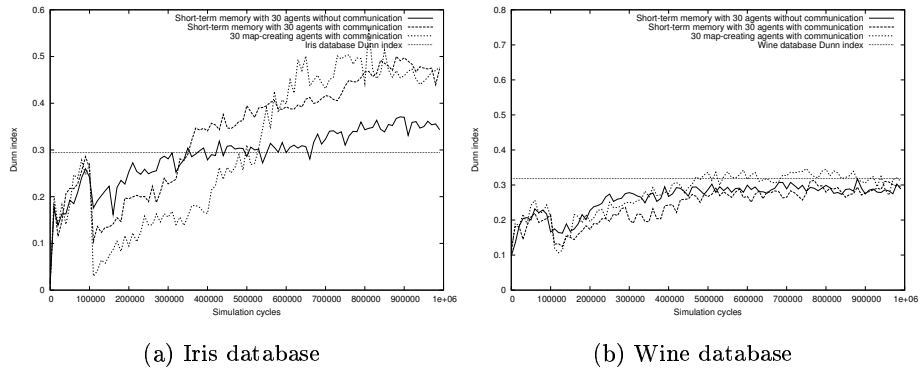 Short-term memory with 30 agents without communication
Short-term memory with 30 agents with communication
30 map-creating agents with communication
Iris database Dunn index
Dunn index
0.6
0.5
0.4
0.3
0.2
0.1
0
0 100000 200000 300000 400000 500000 600000 700000 800000 900000 1e+06
Simulation cycles
(a) Iris database
Short-term memory with 30 agents without communication
Short-term memory with 30 agents with communication
30 map-creating agents with communication
Wine database Dunn index
Dunn index
0.8
0.7
0.6
0.5
0.4
0.3
0.2
0.1
0
0 100000 200000 300000 400000 500000 600000 700000 800000 900000 1e+06
Simulation cycles
(b) Wine database